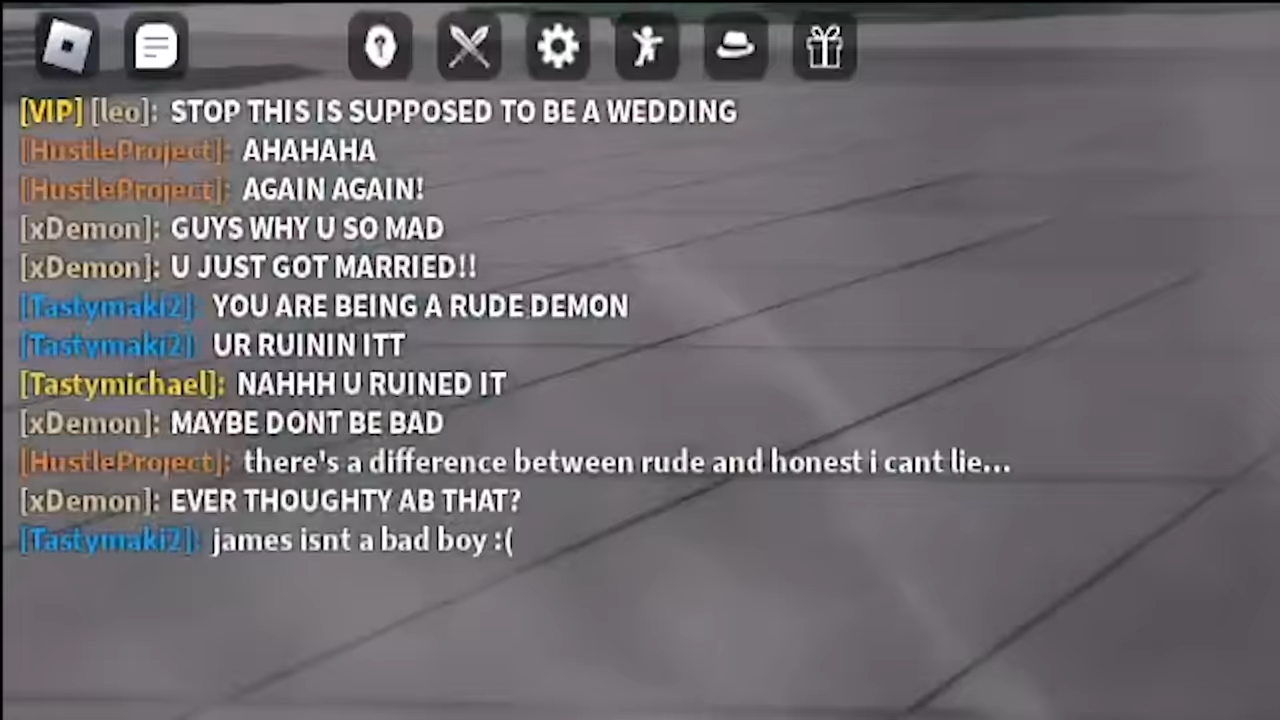 [VIP] [leo]: STOP THIS IS SUPPOSED TO BE A WEDDING
[HustleProject]: AHAHAHA
[HustleProject]: AGAIN AGAIN!
[xDemon]: GUYS WHY U SO MAD
[xDemon]: U JUST GOT MARRIED!!
[Tastymaki2]: YOU ARE BEING A RUDE DEMON
[Tastymaki2]: UR RUININ ITT
[Tastymichael]: NAHHH U RUINED IT
[xDemon]: MAYBE DONT BE BAD
[HustleProject]: there's a difference between rude and honest i cant lie...
[xDemon]: EVER THOUGHTY AB THAT?
[Tastymaki2]: james isnt a bad boy :(